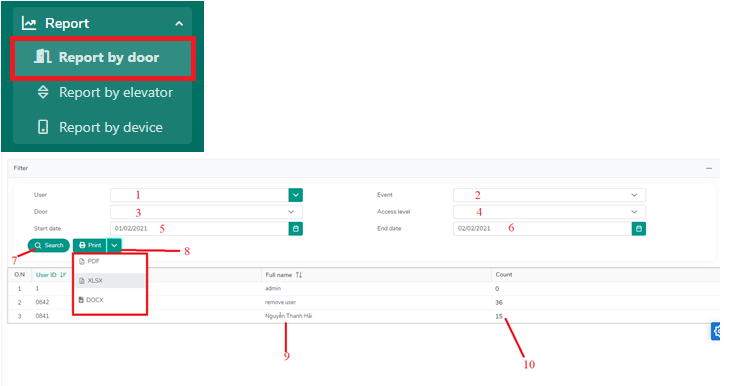 Report
Report by door
Report by elevator
Report by device
Filter
User 1 Event 2
Door 3 Access level 4
Start date 01/02/2021 5 End date 02/02/2021 6
Search Print
7 8
PDF
XLSX
DOCX
O.N User ID Full name Count
1 1 admin 0
2 0842 remove user 36
3 0841 Nguyễn Thanh Hải 15
9 10